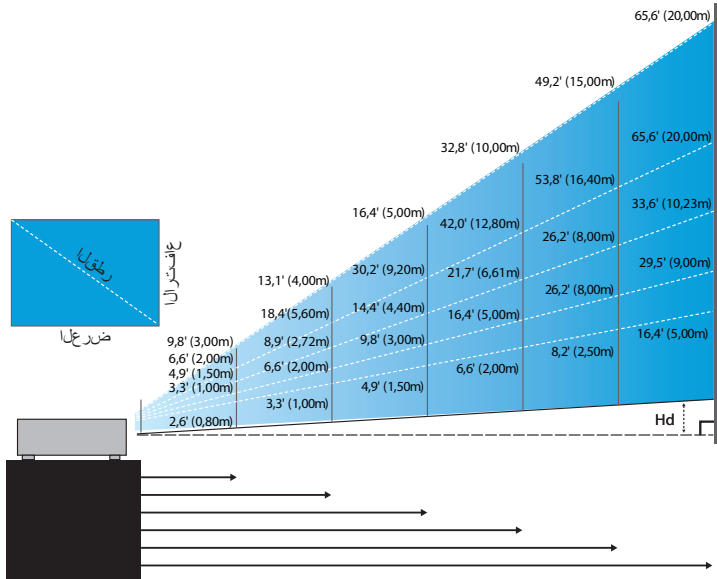 65,6' (20,00m)
49,2' (15,00m)
32,8' (10,00m)
16,4' (5,00m)
13,1' (4,00m)
9,8' (3,00m)
6,6' (2,00m)
4,9' (1,50m)
3,3' (1,00m)
2,6' (0,80m)
18,4'(5,60m)
8,9' (2,72m)
6,6' (2,00m)
3,3' (1,00m)
30,2' (9,20m)
14,4' (4,40m)
9,8' (3,00m)
4,9' (1,50m)
42,0' (12,80m)
21,7' (6,61m)
16,4' (5,00m)
6,6' (2,00m)
53,8' (16,40m)
26,2' (8,00m)
26,2' (8,00m)
8,2' (2,50m)
65,6' (20,00m)
33,6' (10,23m)
29,5' (9,00m)
16,4' (5,00m)
Hd
القطر
الارتفاع
العرض